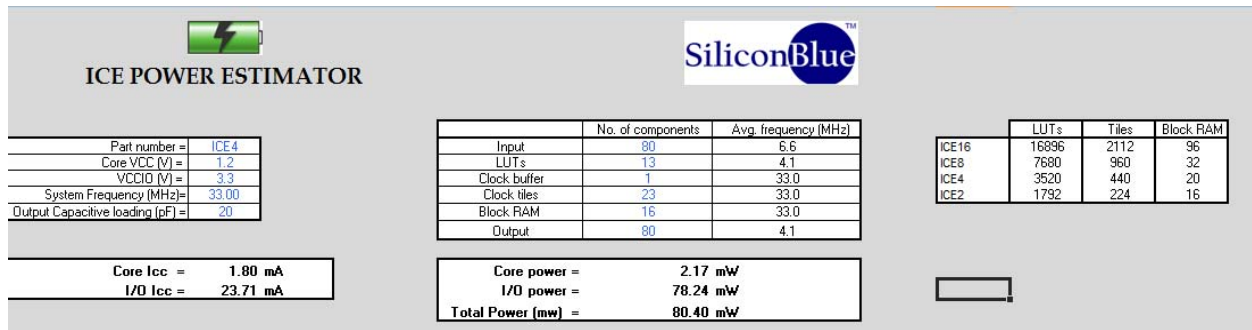 SiliconBlue™
ICE POWER ESTIMATOR
Part number = ICE4
Core VCC (V) = 1.2
VCCIO (V) = 3.3
System Frequency (MHz)= 33.00
Output Capacitive loading (pF) = 20
No. of components Avg. frequency (MHz)
Input 80 6.6
LUTs 13 4.1
Clock buffer 1 33.0
Clock tiles 23 33.0
Block RAM 16 33.0
Output 80 4.1
LUTs Tiles Block RAM
ICE16 16896 2112 96
ICE8 7680 960 32
ICE4 3520 440 20
ICE2 1792 224 16
Core Icc = 1.80 mA
I/O Icc = 23.71 mA
Core power = 2.17 mW
I/O power = 78.24 mW
Total Power (mw) = 80.40 mW